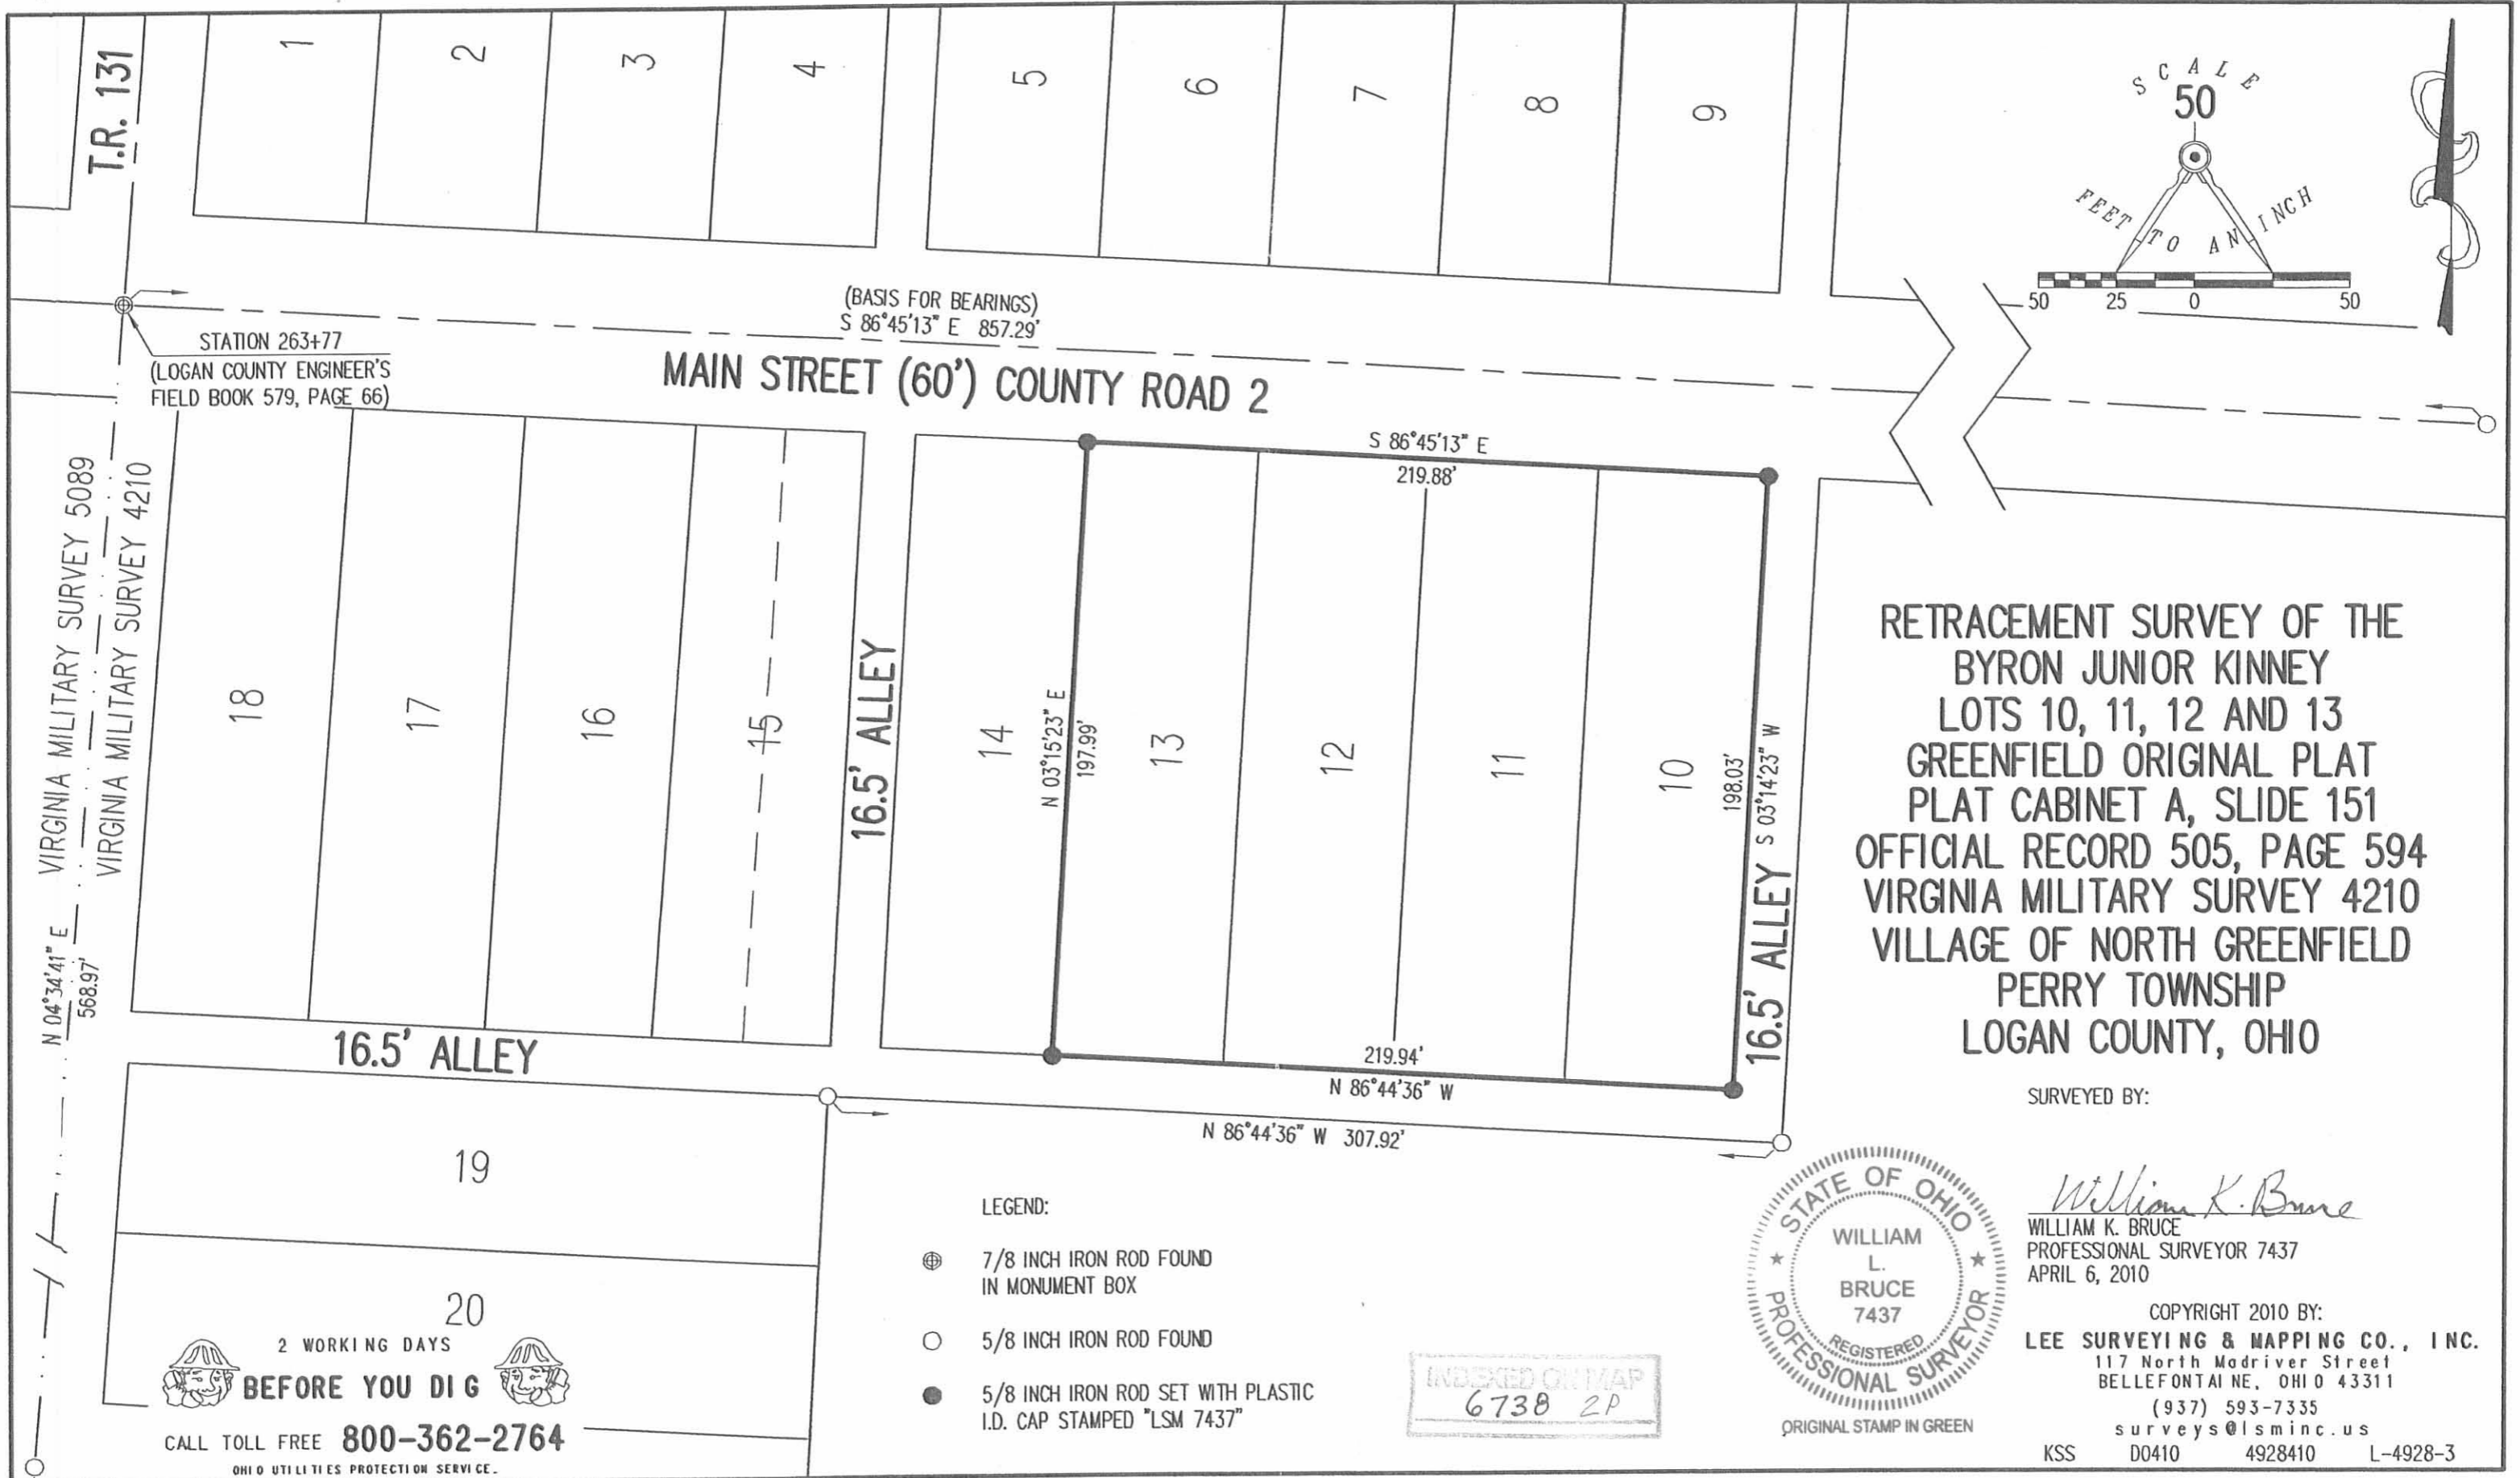 T.R. 131
1
2
3
4
5
6
7
8
9
SCALE
50
FEET TO AN INCH
50 25 0 50
(BASIS FOR BEARINGS)
S 86°45'13" E 857.29'
STATION 263+77
(LOGAN COUNTY ENGINEER'S
FIELD BOOK 579, PAGE 66)
MAIN STREET (60') COUNTY ROAD 2
S 86°45'13" E
219.88'
VIRGINIA MILITARY SURVEY 5089
VIRGINIA MILITARY SURVEY 4210
N 04°34'41" E
568.97'
18
17
16
15
16.5' ALLEY
14
N 03°15'23" E
197.99'
13
12
11
10
198.03'
S 03°14'23" W
16.5' ALLEY
16.5' ALLEY
219.94'
N 86°44'36" W
N 86°44'36" W 307.92'
19
20
RETRACEMENT SURVEY OF THE
BYRON JUNIOR KINNEY
LOTS 10, 11, 12 AND 13
GREENFIELD ORIGINAL PLAT
PLAT CABINET A, SLIDE 151
OFFICIAL RECORD 505, PAGE 594
VIRGINIA MILITARY SURVEY 4210
VILLAGE OF NORTH GREENFIELD
PERRY TOWNSHIP
LOGAN COUNTY, OHIO
SURVEYED BY:
William K. Bruce
WILLIAM K. BRUCE
PROFESSIONAL SURVEYOR 7437
APRIL 6, 2010
COPYRIGHT 2010 BY:
LEE SURVEYING & MAPPING CO., INC.
117 North Madriver Street
BELLEFONTAINE, OHIO 43311
(937) 593-7335
surveys@lsminc.us
KSS D0410 4928410 L-4928-3
STATE OF OHIO
WILLIAM
L.
BRUCE
7437
REGISTERED
PROFESSIONAL SURVEYOR
ORIGINAL STAMP IN GREEN
LEGEND:
7/8 INCH IRON ROD FOUND
IN MONUMENT BOX
5/8 INCH IRON ROD FOUND
5/8 INCH IRON ROD SET WITH PLASTIC
I.D. CAP STAMPED "LSM 7437"
INDEXED ON MAP
6738 2P
2 WORKING DAYS
BEFORE YOU DIG
CALL TOLL FREE 800-362-2764
OHIO UTILITIES PROTECTION SERVICE.